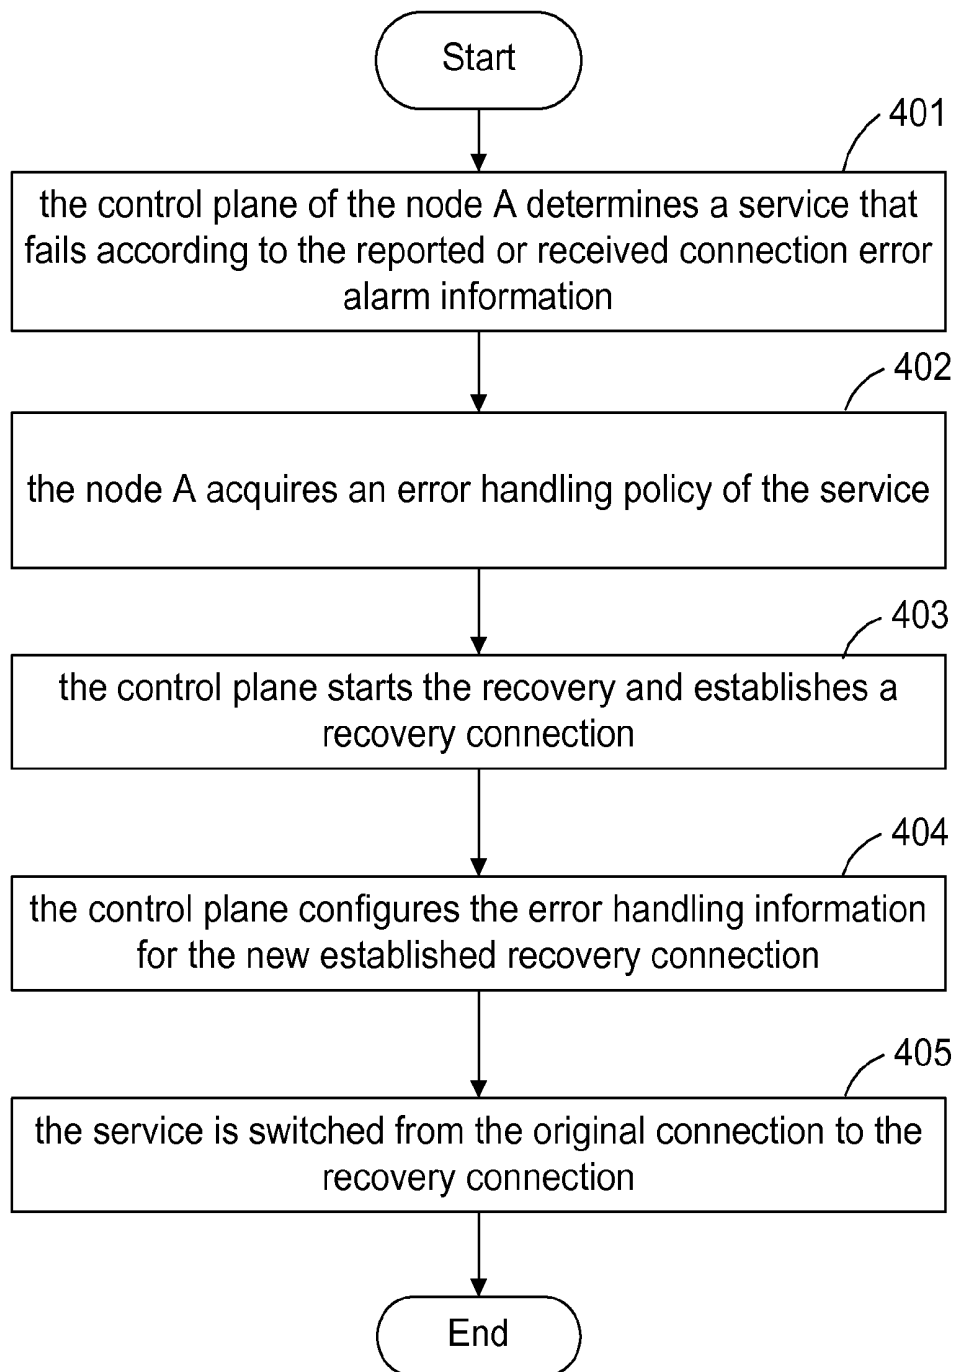 Start
401
the control plane of the node A determines a service that
fails according to the reported or received connection error
alarm information
402
the node A acquires an error handling policy of the service
403
the control plane starts the recovery and establishes a
recovery connection
404
the control plane configures the error handling information
for the new established recovery connection
405
the service is switched from the original connection to the
recovery connection
End